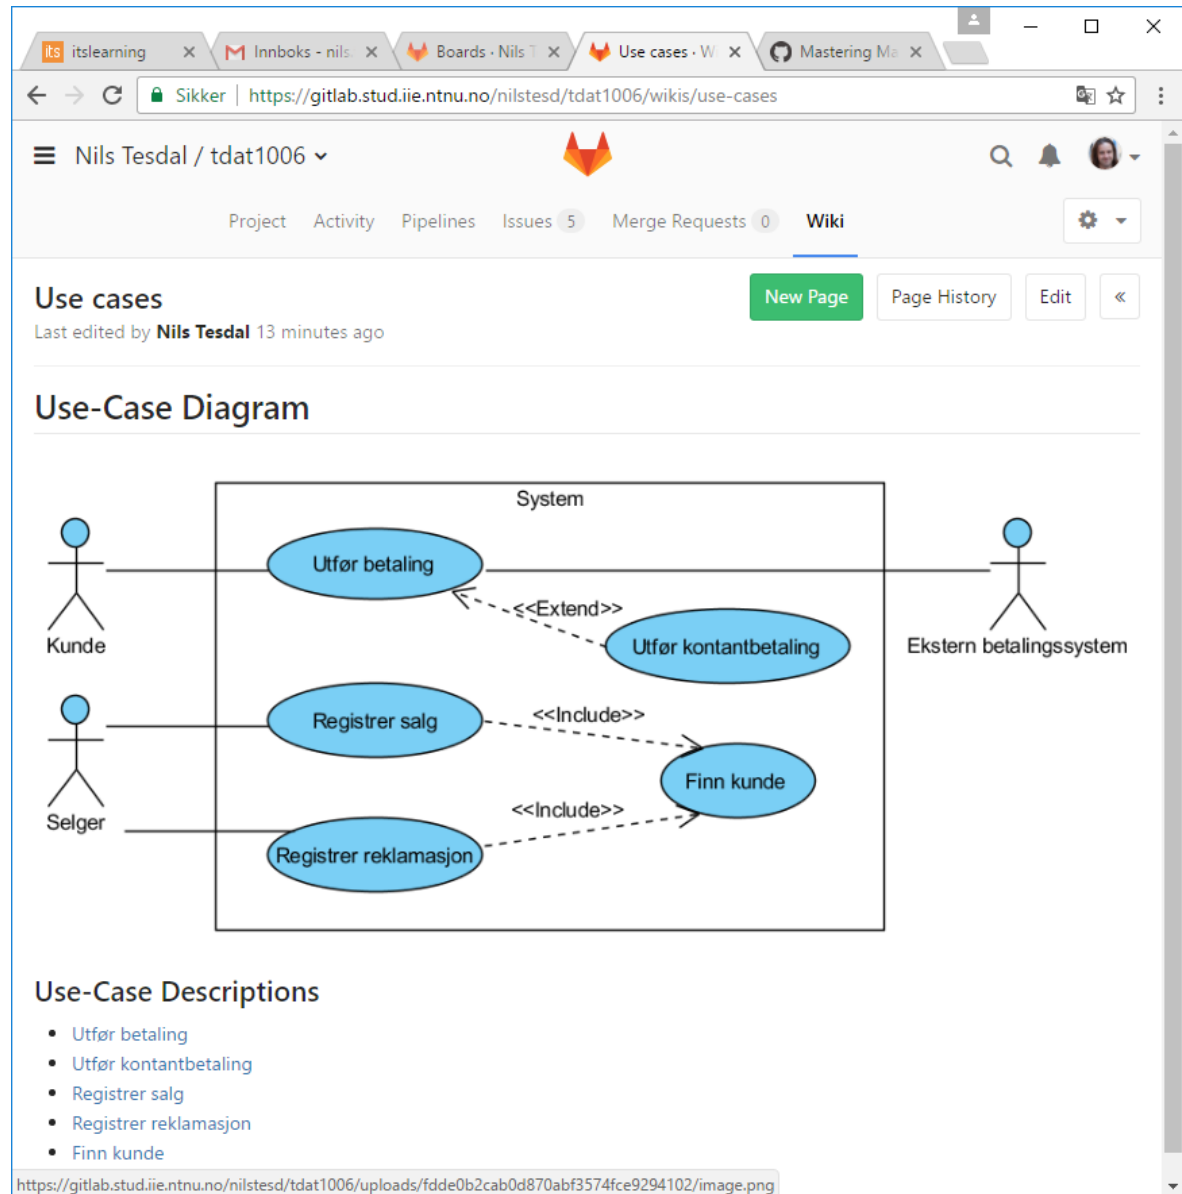 its itslearning
Innboks - nils.
Boards · Nils T
Use cases · W
Mastering Ma
Sikker https://gitlab.stud.iie.ntnu.no/nilstesd/tdat1006/wikis/use-cases
Nils Tesdal / tdat1006
Project Activity Pipelines Issues 5 Merge Requests 0 Wiki
Use cases
New Page Page History Edit «
Last edited by Nils Tesdal 13 minutes ago
Use-Case Diagram
System
Utfør betaling
<<Extend>>
Kunde
Utfør kontantbetaling
Ekstern betalingssystem
Registrer salg
<<Include>>
Finn kunde
<<Include>>
Selger
Registrer reklamasjon
Use-Case Descriptions
• Utfør betaling
• Utfør kontantbetaling
• Registrer salg
• Registrer reklamasjon
• Finn kunde
https://gitlab.stud.iie.ntnu.no/nilstesd/tdat1006/uploads/fdde0b2cab0d870abf3574fce9294102/image.png